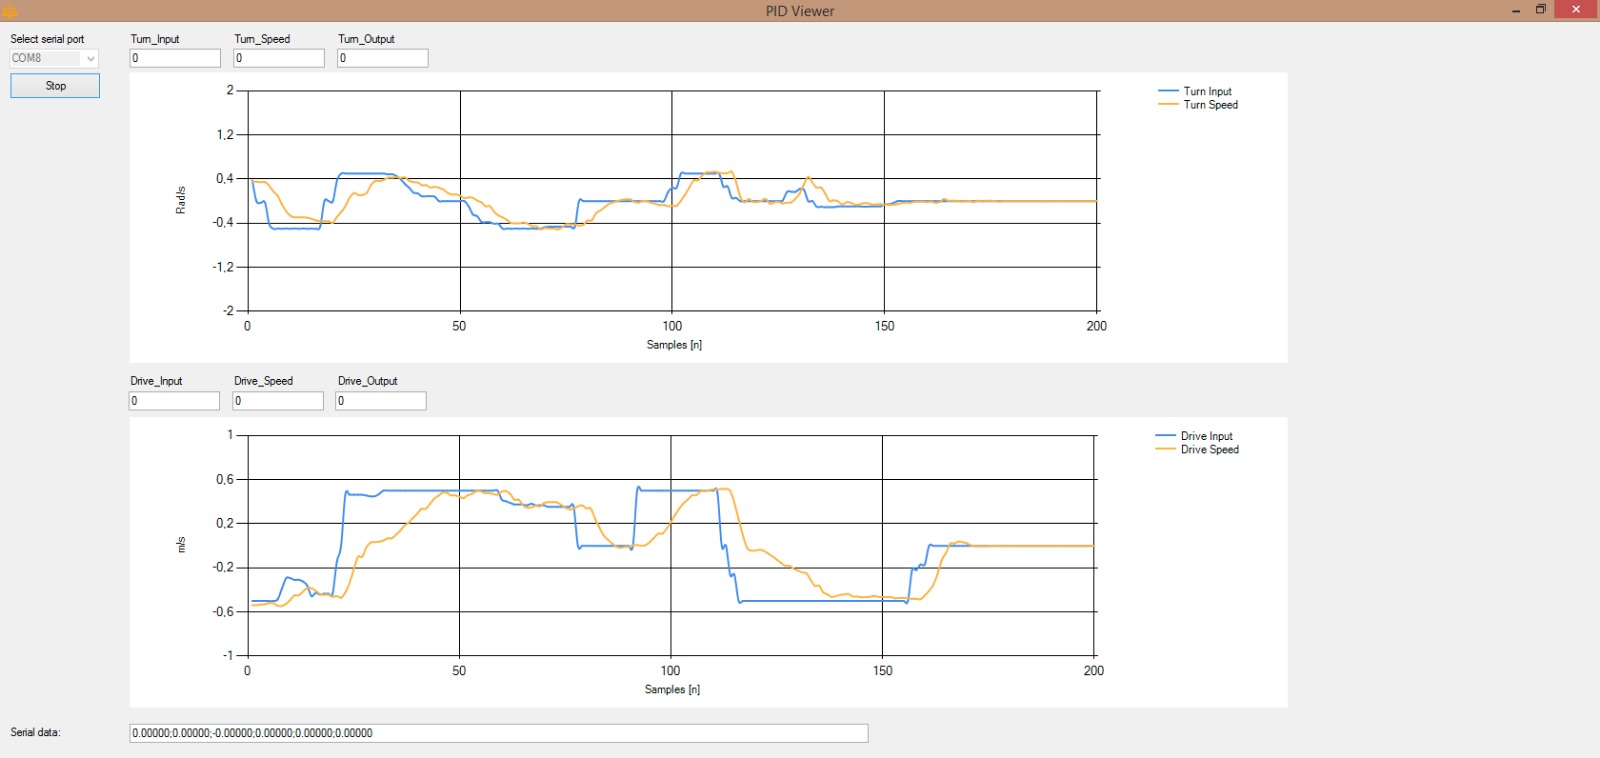 PID Viewer
Select serial port
COM8
Stop
Turn_Input Turn_Speed Turn_Output
0 0 0
Turn Input
Turn Speed
2
1,2
0,4
-0,4
-1,2
-2
Rad/s
0 50 100 150 200
Samples [n]
Drive_Input Drive_Speed Drive_Output
0 0 0
Drive Input
Drive Speed
1
0,6
0,2
-0,2
-0,6
-1
m/s
0 50 100 150 200
Samples [n]
Serial data: 0.00000;0.00000;-0.00000;0.00000;0.00000;0.00000